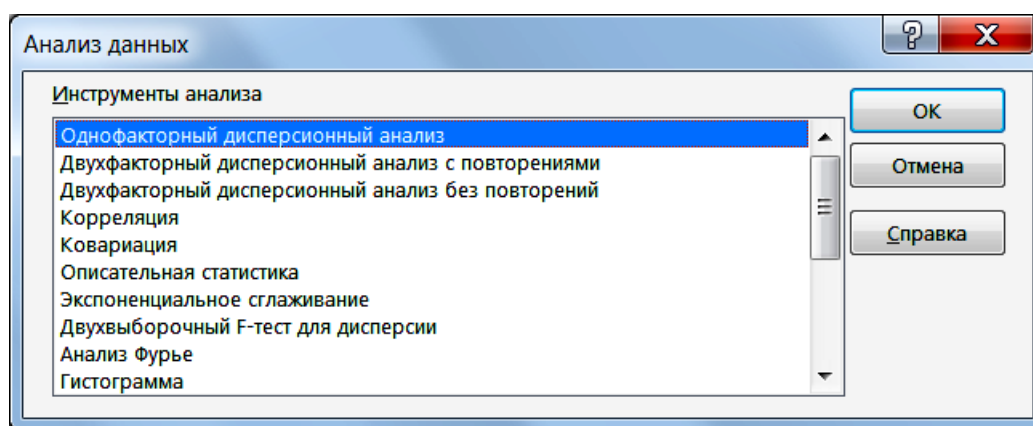 Анализ данных
Инструменты анализа
Однофакторный дисперсионный анализ
Двухфакторный дисперсионный анализ с повторениями
Двухфакторный дисперсионный анализ без повторений
Корреляция
Ковариация
Описательная статистика
Экспоненциальное сглаживание
Двухвыборочный F-тест для дисперсии
Анализ Фурье
Гистограмма
ОК
Отмена
Справка